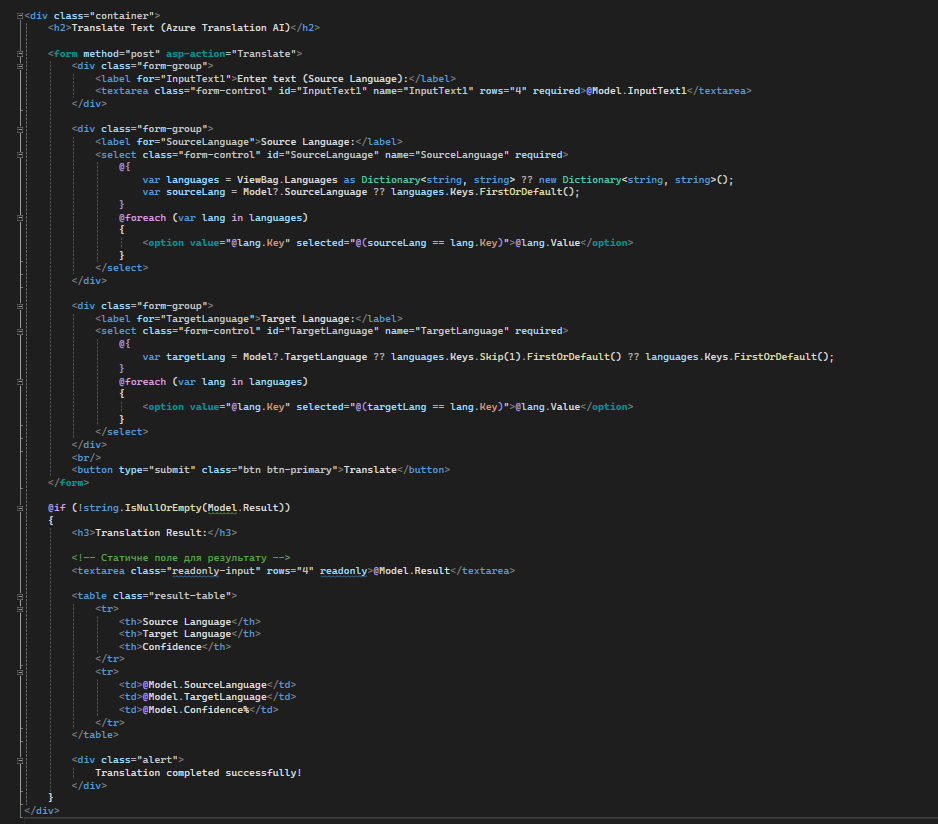 <div class="container">
<h2>Translate Text (Azure Translation AI)</h2>
<form method="post" asp-action="Translate">
<div class="form-group">
<label for="InputText1">Enter text (Source Language):</label>
<textarea class="form-control" id="InputText1" name="InputText1" rows="4" required>@Model.InputText1</textarea>
</div>
<div class="form-group">
<label for="SourceLanguage">Source Language:</label>
<select class="form-control" id="SourceLanguage" name="SourceLanguage" required>
@{
var languages = ViewBag.Languages as Dictionary<string, string> ?? new Dictionary<string, string>();
var sourceLang = Model?.SourceLanguage ?? languages.Keys.FirstOrDefault();
}
@foreach (var lang in languages)
{
<option value="@lang.Key" selected="@(sourceLang == lang.Key)">@lang.Value</option>
}
</select>
</div>
<div class="form-group">
<label for="TargetLanguage">Target Language:</label>
<select class="form-control" id="TargetLanguage" name="TargetLanguage" required>
@{
var targetLang = Model?.TargetLanguage ?? languages.Keys.Skip(1).FirstOrDefault() ?? languages.Keys.FirstOrDefault();
}
@foreach (var lang in languages)
{
<option value="@lang.Key" selected="@(targetLang == lang.Key)">@lang.Value</option>
}
</select>
</div>
<br/>
<button type="submit" class="btn btn-primary">Translate</button>
</form>
@if (!string.IsNullOrEmpty(Model.Result))
{
<h3>Translation Result:</h3>
<!-- Статичне поле для результату -->
<textarea class="readonly-input" rows="4" readonly>@Model.Result</textarea>
<table class="result-table">
<tr>
<th>Source Language</th>
<th>Target Language</th>
<th>Confidence</th>
</tr>
<tr>
<td>@Model.SourceLanguage</td>
<td>@Model.TargetLanguage</td>
<td>@Model.Confidence%</td>
</tr>
</table>
<div class="alert">
Translation completed successfully!
</div>
}
</div>